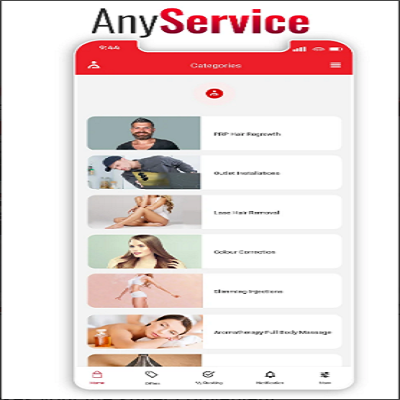 AnyService
9:44
Categories
PRP Hair Regrowth
Outlet Installations
Laser Hair Removal
Colour Correction
Slimming Injections
Aromatherapy Full Body Massage
Home
Offers
My Booking
Notification
More